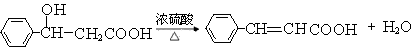 OH
CH-CH₂COOH 浓硫酸 △ CH=CHCOOH + H₂O